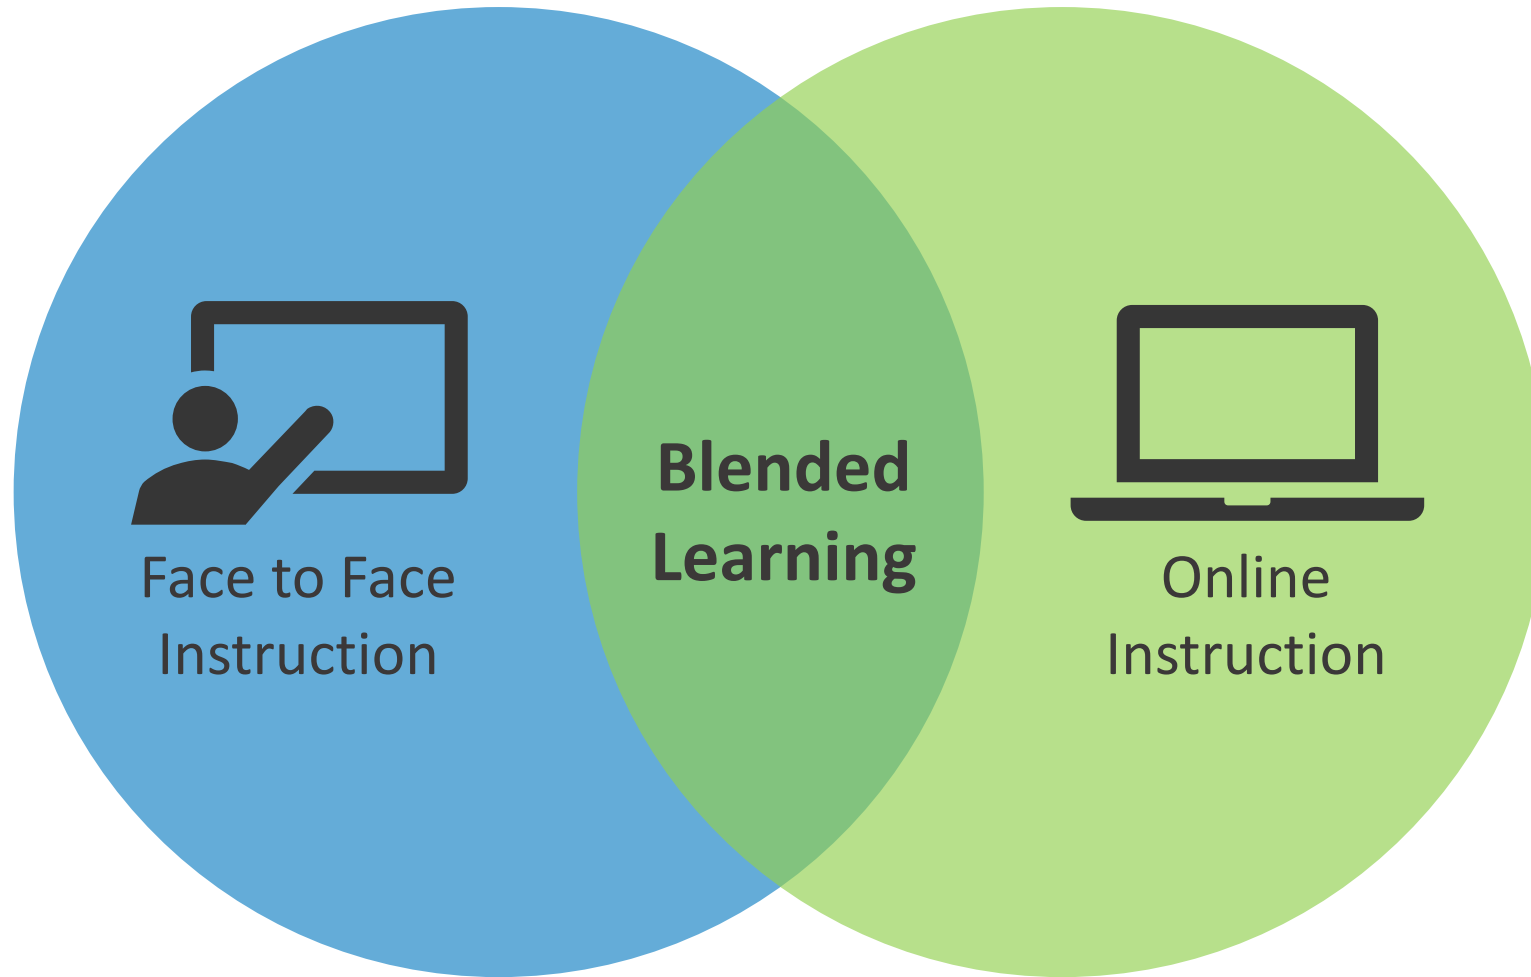 Face to Face
Instruction
Blended
Learning
Online
Instruction